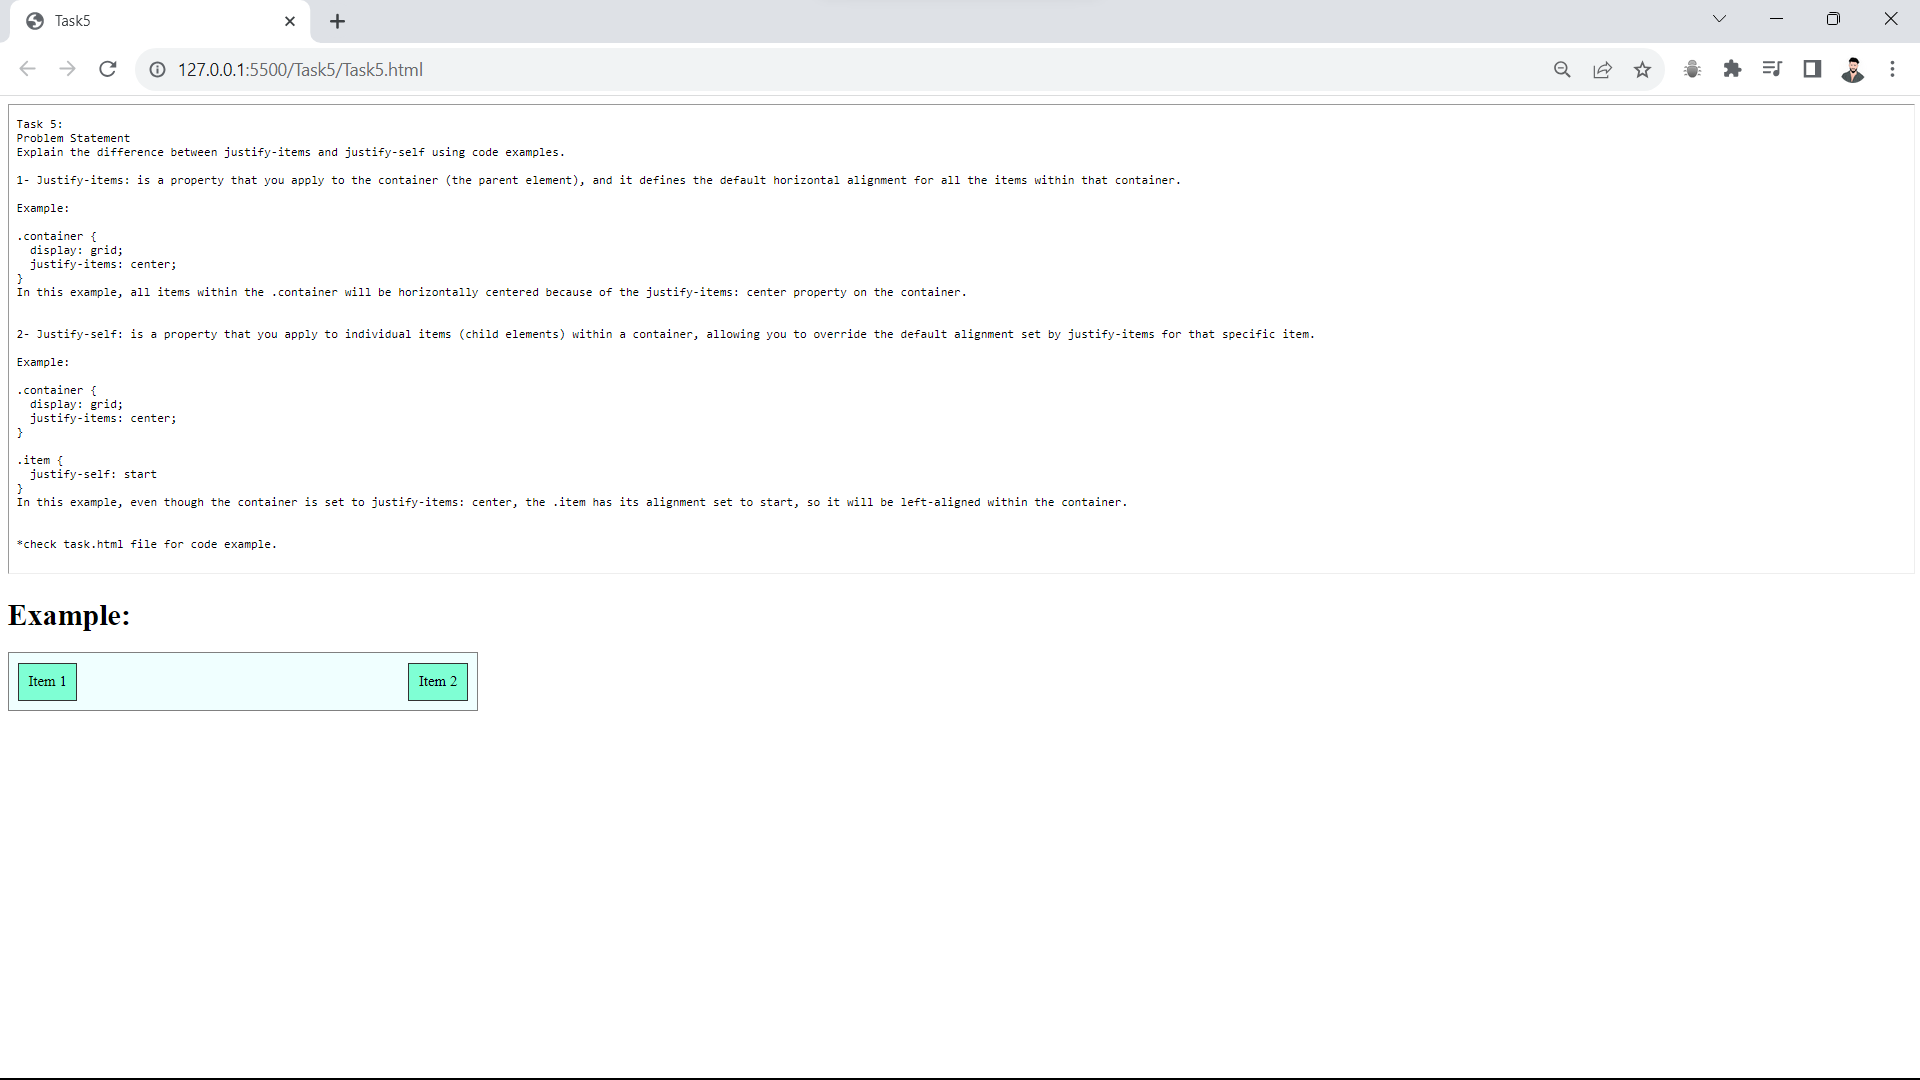 Task5
127.0.0.1:5500/Task5/Task5.html
Task 5:
Problem Statement
Explain the difference between justify-items and justify-self using code examples.
1- Justify-items: is a property that you apply to the container (the parent element), and it defines the default horizontal alignment for all the items within that container.
Example:
.container {
  display: grid;
  justify-items: center;
}
In this example, all items within the .container will be horizontally centered because of the justify-items: center property on the container.
2- Justify-self: is a property that you apply to individual items (child elements) within a container, allowing you to override the default alignment set by justify-items for that specific item.
Example:
.container {
  display: grid;
  justify-items: center;
}
.item {
  justify-self: start
}
In this example, even though the container is set to justify-items: center, the .item has its alignment set to start, so it will be left-aligned within the container.
*check task.html file for code example.
Example:
Item 1 Item 2